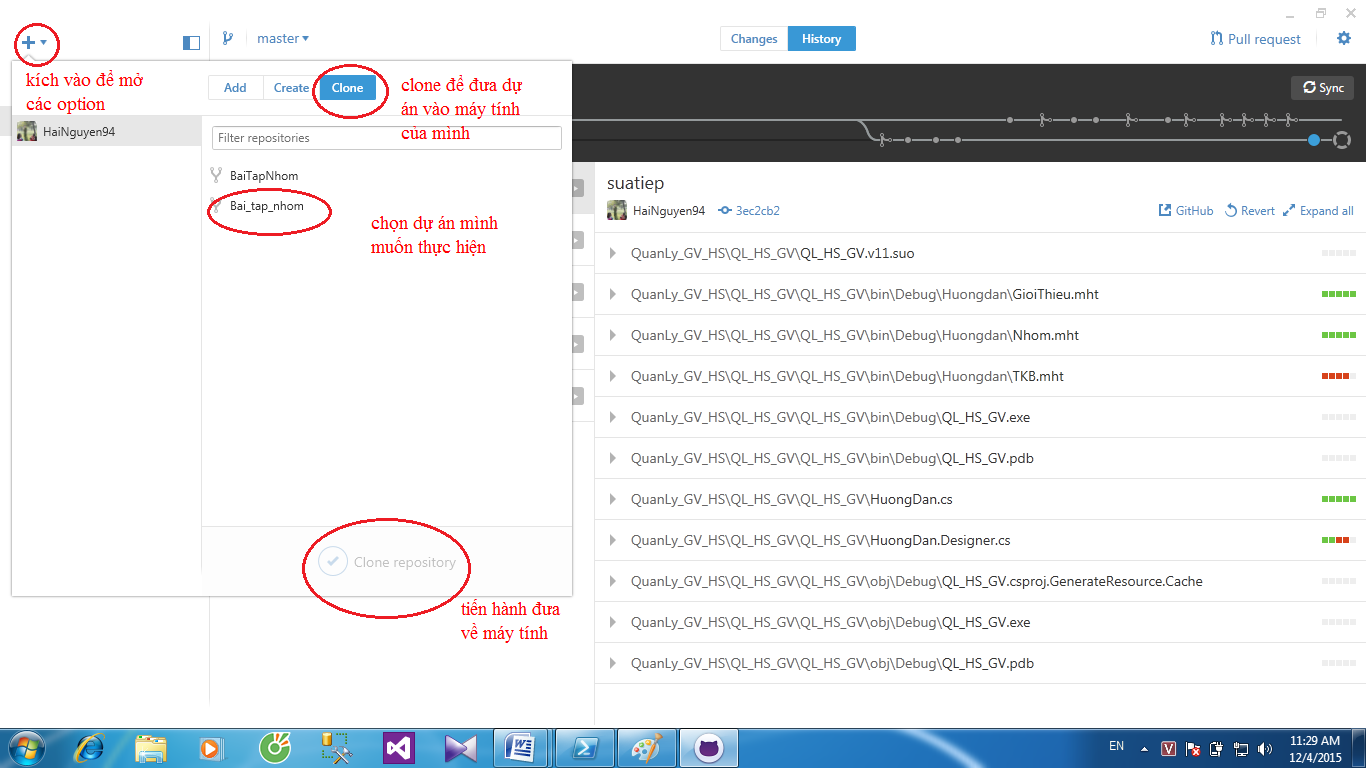 master
Changes
History
Pull request
kích vào để mở
các option
Add
Create
Clone
clone để đưa dự
án vào máy tính
của mình
Sync
HaiNguyen94
Filter repositories
BaiTapNhom
Bai_tap_nhom
chọn dự án mình
muốn thực hiện
Clone repository
tiến hành đưa
về máy tính
suatiep
HaiNguyen94
3ec2cb2
GitHub
Revert
Expand all
QuanLy_GV_HS\QL_HS_GV\QL_HS_GV.v11.suo
QuanLy_GV_HS\QL_HS_GV\QL_HS_GV\bin\Debug\Huongdan\GioiThieu.mht
QuanLy_GV_HS\QL_HS_GV\QL_HS_GV\bin\Debug\Huongdan\Nhom.mht
QuanLy_GV_HS\QL_HS_GV\QL_HS_GV\bin\Debug\Huongdan\TKB.mht
QuanLy_GV_HS\QL_HS_GV\QL_HS_GV\bin\Debug\QL_HS_GV.exe
QuanLy_GV_HS\QL_HS_GV\QL_HS_GV\bin\Debug\QL_HS_GV.pdb
QuanLy_GV_HS\QL_HS_GV\QL_HS_GV\HuongDan.cs
QuanLy_GV_HS\QL_HS_GV\QL_HS_GV\HuongDan.Designer.cs
QuanLy_GV_HS\QL_HS_GV\QL_HS_GV\obj\Debug\QL_HS_GV.csproj.GenerateResource.Cache
QuanLy_GV_HS\QL_HS_GV\QL_HS_GV\obj\Debug\QL_HS_GV.exe
QuanLy_GV_HS\QL_HS_GV\QL_HS_GV\obj\Debug\QL_HS_GV.pdb
EN
11:29 AM
12/4/2015